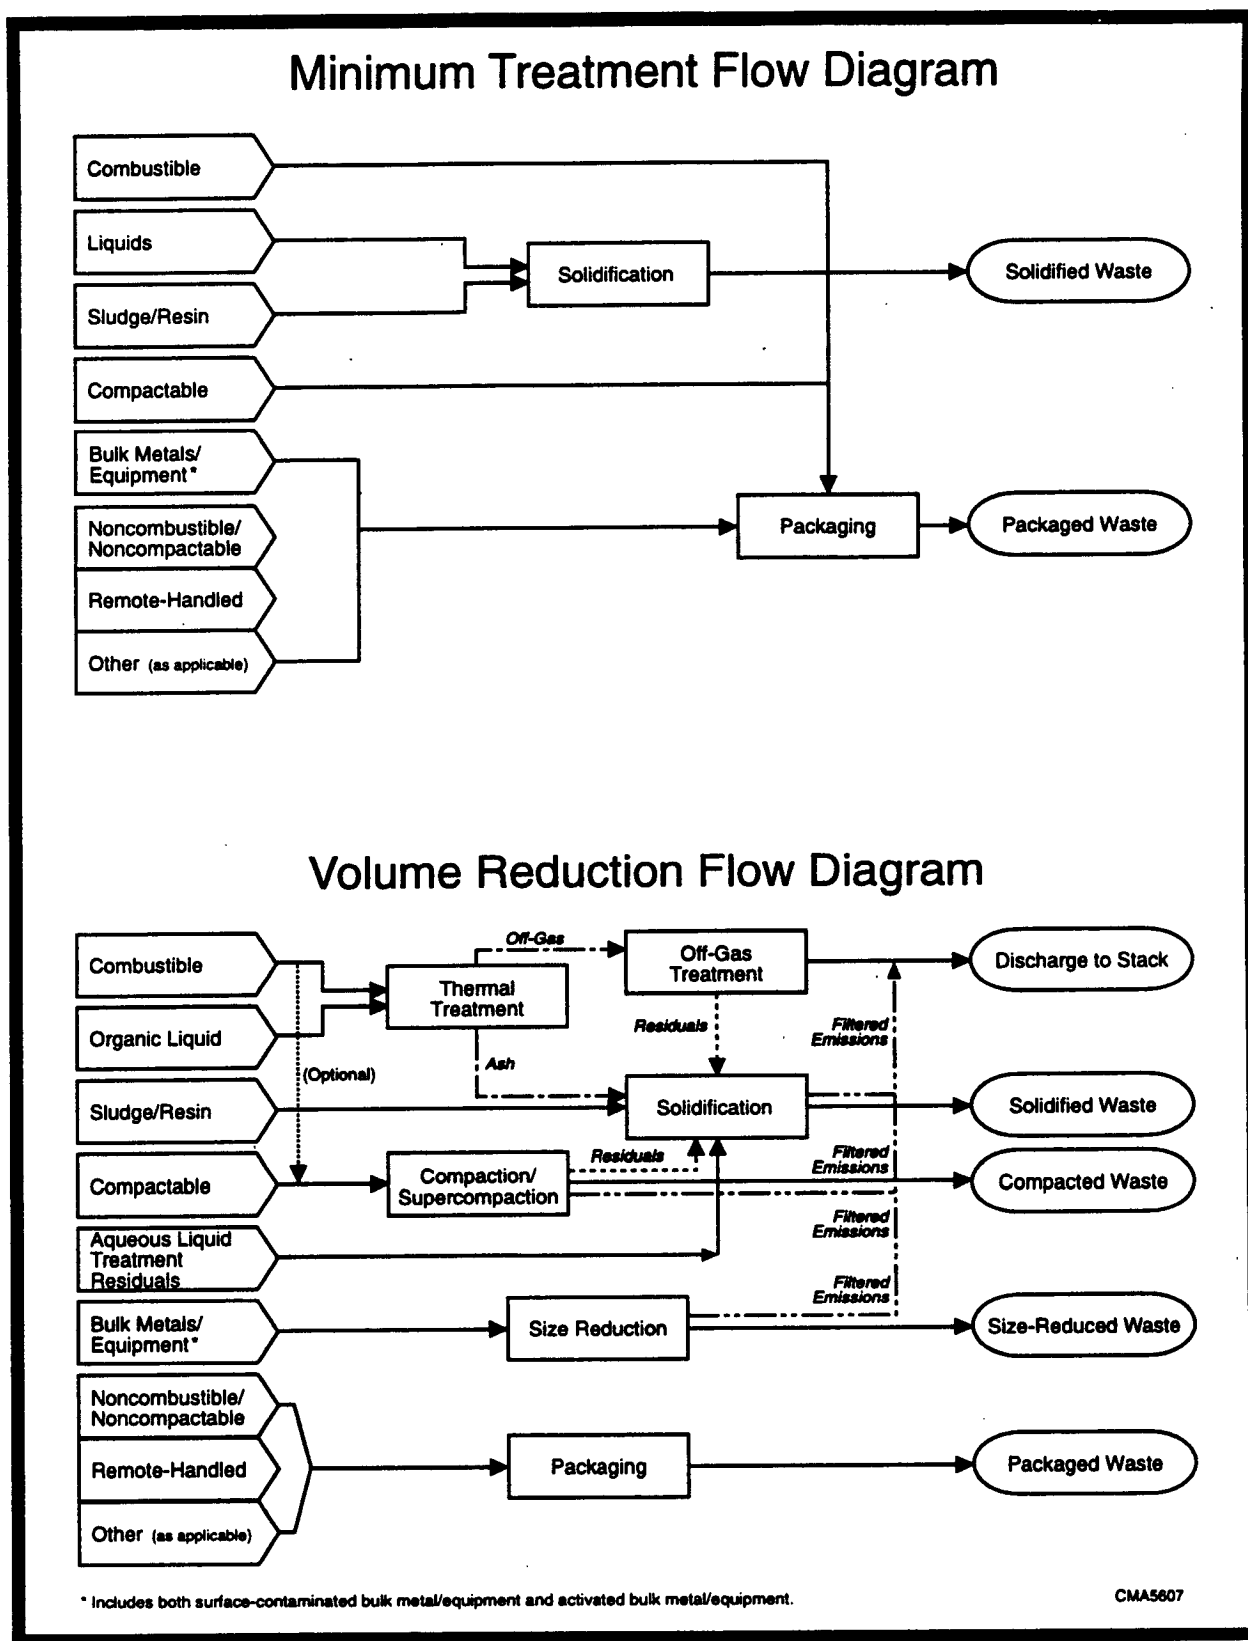 Minimum Treatment Flow Diagram
Combustible
Liquids
Solidification
Solidified Waste
Sludge/Resin
Compactable
Bulk Metals/
Equipment*
Noncombustible/
Noncompactable
Packaging
Packaged Waste
Remote-Handled
Other (as applicable)
Volume Reduction Flow Diagram
Combustible
Off-Gas
Off-Gas
Treatment
Discharge to Stack
Thermal
Treatment
Organic Liquid
Residuals
Filtered
Emissions
(Optional)
Ash
Sludge/Resin
Solidification
Solidified Waste
Compactable
Compaction/
Supercompaction
Residuals
Filtered
Emissions
Compacted Waste
Filtered
Emissions
Aqueous Liquid
Treatment
Residuals
Filtered
Emissions
Bulk Metals/
Equipment*
Size Reduction
Size-Reduced Waste
Noncombustible/
Noncompactable
Remote-Handled
Packaging
Packaged Waste
Other (as applicable)
* Includes both surface-contaminated bulk metal/equipment and activated bulk metal/equipment.
CMA5607